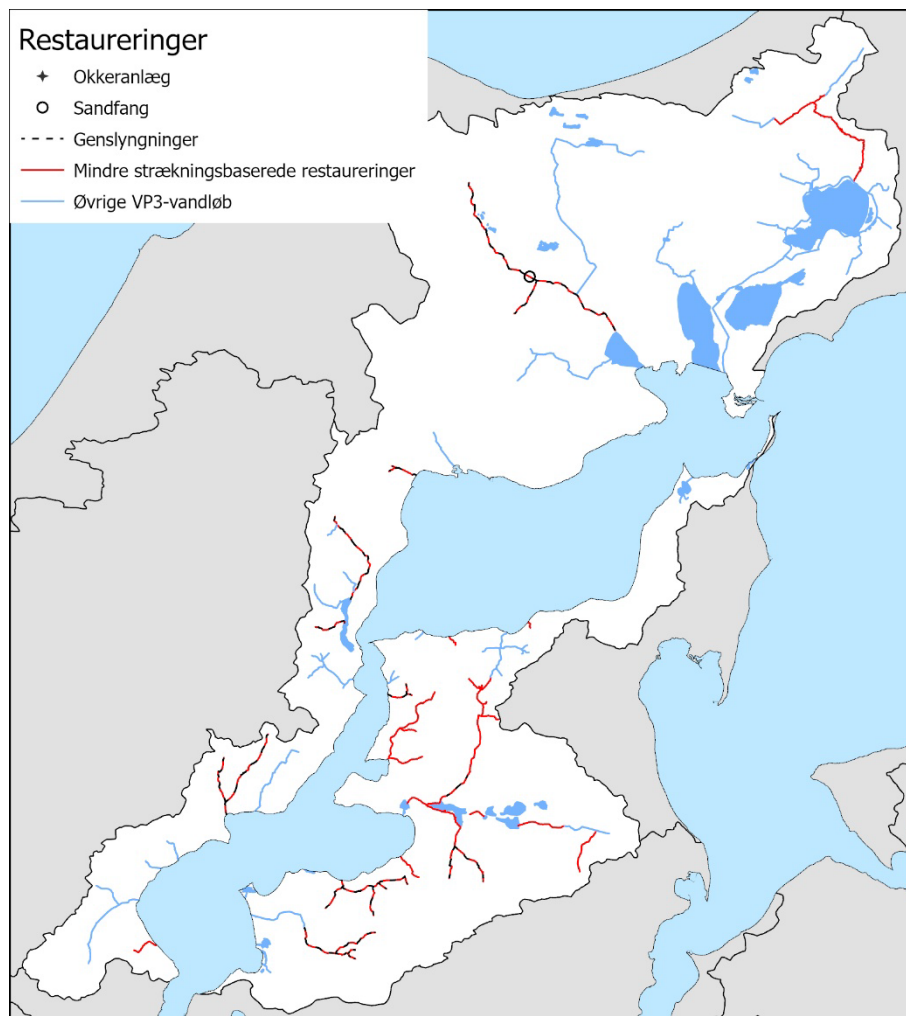 Restaureringer
Okkeranlæg
Sandfang
Genslyngninger
Mindre strækningsbaserede restaureringer
Øvrige VP3-vandløb